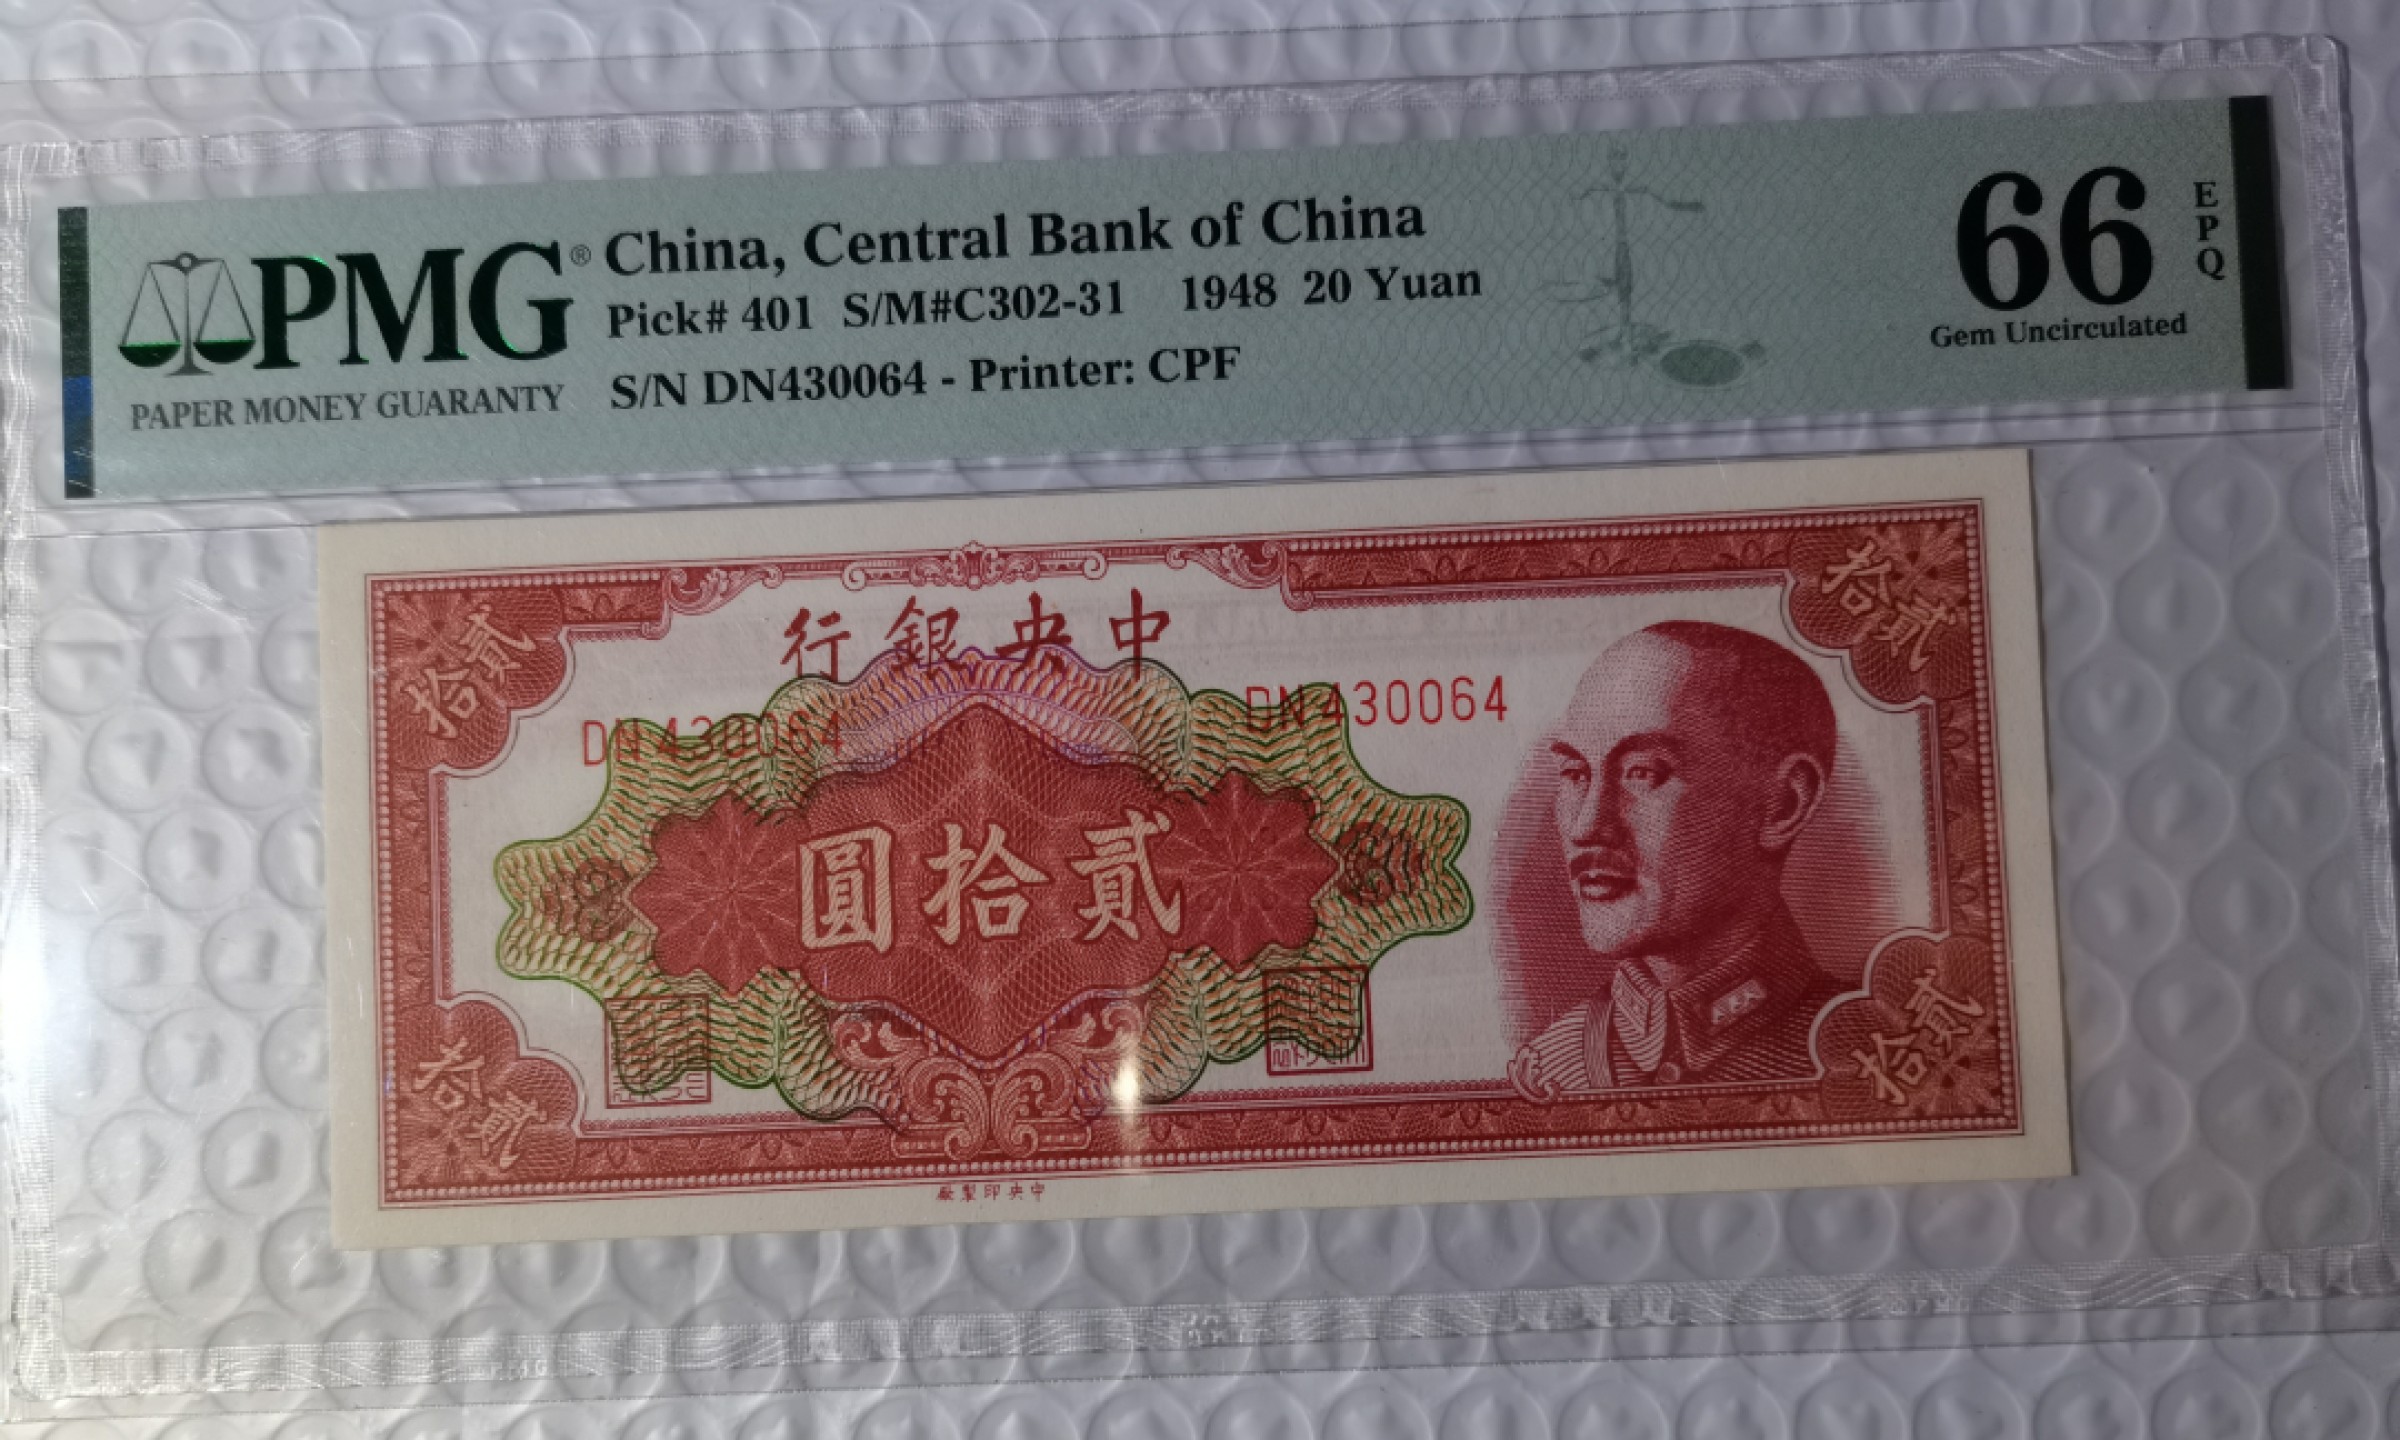 PMG®
PAPER MONEY GUARANTY
China, Central Bank of China
Pick# 401 S/M#C302-31 1948 20 Yuan
S/N DN430064 - Printer: CPF
66
EPQ
Gem Uncirculated
行銀央中
DN430064
DN430064
拾貳
拾貳
圓拾貳
拾貳
拾貳
廠製印央中